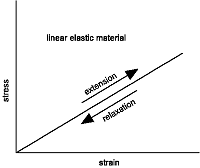 linear elastic material
stress
extension
relaxation
strain